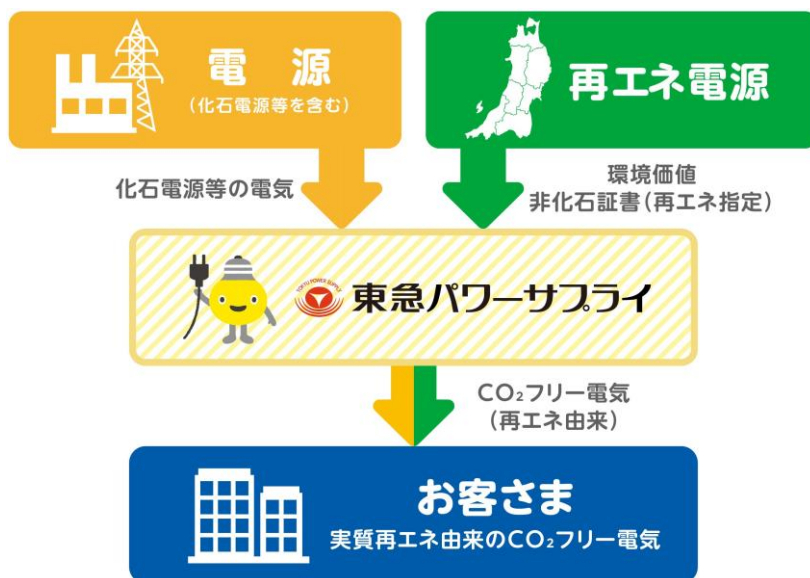 電源
(化石電源等を含む)
再エネ電源
化石電源等の電気
環境価値
非化石証書(再エネ指定)
TOKYU POWER SUPPLY
東急パワーサプライ
CO₂フリー電気
(再エネ由来)
お客さま
実質再エネ由来のCO₂フリー電気